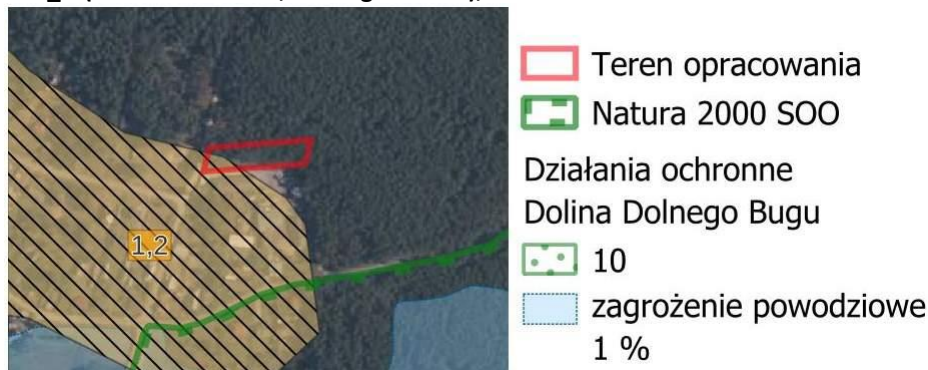 1,2
Teren opracowania
Natura 2000 SOO
Działania ochronne
Dolina Dolnego Bugu
10
zagrożenie powodziowe
1 %